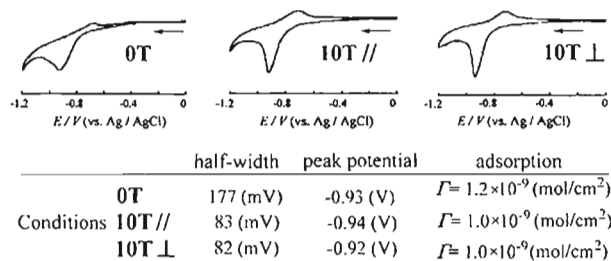 0T
10T //
10T ⊥
-1.2 -0.8 -0.4 0
-1.2 -0.8 -0.4 0
-1.2 -0.8 -0.4 0
E / V (vs. Ag / AgCl)
E / V (vs. Ag / AgCl)
E / V (vs. Ag / AgCl)
half-width peak potential adsorption
0T 177 (mV) -0.93 (V) Γ= 1.2×10⁻⁹ (mol/cm²)
Conditions 10T // 83 (mV) -0.94 (V) Γ= 1.0×10⁻⁹ (mol/cm²)
10T ⊥ 82 (mV) -0.92 (V) Γ= 1.0×10⁻⁹ (mol/cm²)